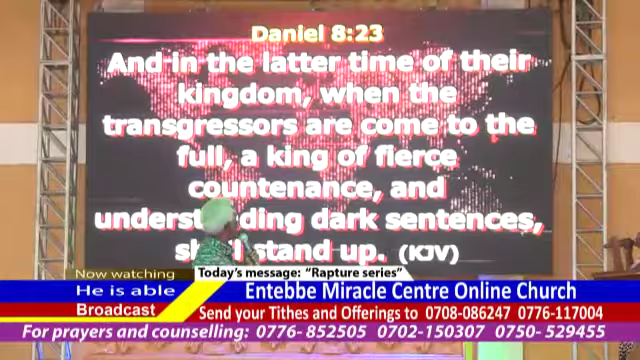 Daniel 8:23
And in the latter time of their
kingdom, when the
transgressors are come to the
full, a king of fierce
countenance, and
ding dark sentences,
stand up. (KJV)
Now watching
Today's message: "Rapture series"
He is able
Entebbe Miracle Centre Online Church
Broadcast
Send your Tithes and Offerings to 0708-086247 0776-117004
For prayers and counselling: 0776- 852505 0702-150307 0750- 529455